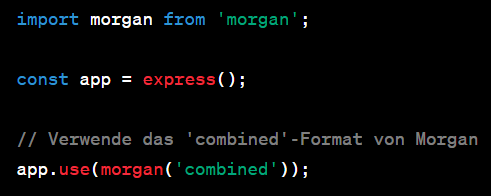 import morgan from 'morgan';
const app = express();
// Verwende das 'combined'-Format von Morgan
app.use(morgan('combined'));